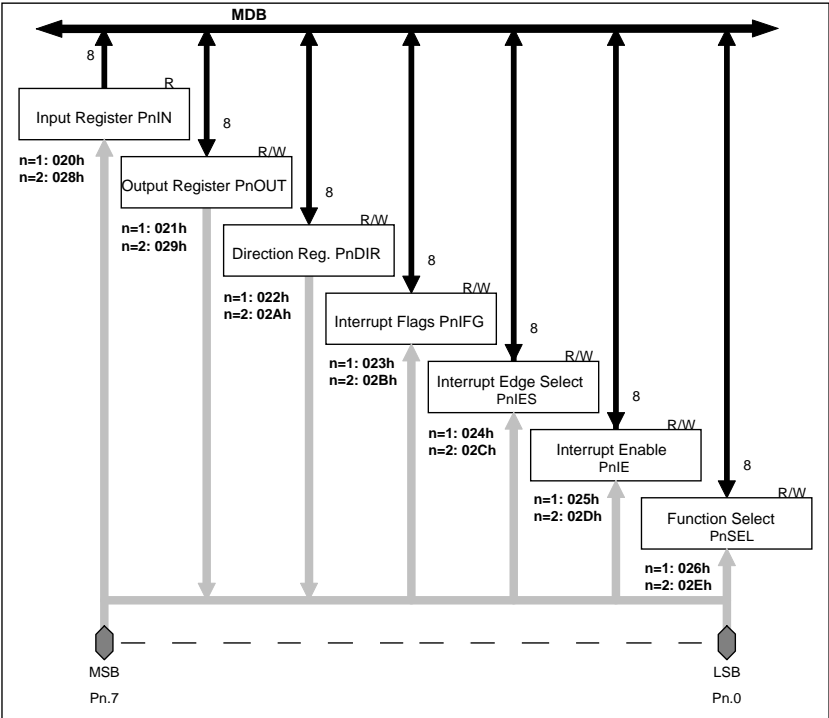 MDB
8
R
Input Register PnIN
n=1: 020h
n=2: 028h
8
R/W
Output Register PnOUT
n=1: 021h
n=2: 029h
8
R/W
Direction Reg. PnDIR
n=1: 022h
n=2: 02Ah
8
R/W
Interrupt Flags PnIFG
n=1: 023h
n=2: 02Bh
8
R/W
Interrupt Edge Select
PnIES
n=1: 024h
n=2: 02Ch
8
R/W
Interrupt Enable
PnIE
n=1: 025h
n=2: 02Dh
8
R/W
Function Select
PnSEL
n=1: 026h
n=2: 02Eh
MSB
Pn.7
LSB
Pn.0